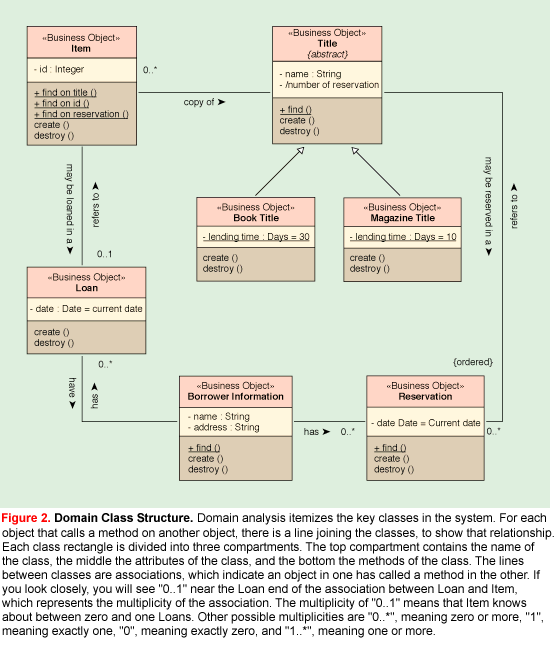 «Business Object»
Item
- id : Integer
+ find on title ()
+ find on id ()
+ find on reservation ()
create ()
destroy ()
0..*
copy of ➤
«Business Object»
Title
{abstract}
- name : String
- /number of reservation
+ find ()
create ()
destroy ()
may be loaned in a ➤
refers to ➤
0..1
may be reserved in a ➤
refers to ➤
«Business Object»
Book Title
- lending time : Days = 30
create ()
destroy ()
«Business Object»
Magazine Title
- lending time : Days = 10
create ()
destroy ()
«Business Object»
Loan
- date : Date = current date
create ()
destroy ()
0..*
have ➤
has ➤
{ordered}
«Business Object»
Borrower Information
- name : String
- address : String
+ find ()
create ()
destroy ()
has ➤ 0..*
«Business Object»
Reservation
- date Date = Current date
+ find ()
create ()
destroy ()
0..*
Figure 2. Domain Class Structure. Domain analysis itemizes the key classes in the system. For each
object that calls a method on another object, there is a line joining the classes, to show that relationship.
Each class rectangle is divided into three compartments. The top compartment contains the name of
the class, the middle the attributes of the class, and the bottom the methods of the class. The lines
between classes are associations, which indicate an object in one has called a method in the other. If
you look closely, you will see "0..1" near the Loan end of the association between Loan and Item,
which represents the multiplicity of the association. The multiplicity of "0..1" means that Item knows
about between zero and one Loans. Other possible multiplicities are "0..*", meaning zero or more, "1",
meaning exactly one, "0", meaning exactly zero, and "1..*", meaning one or more.